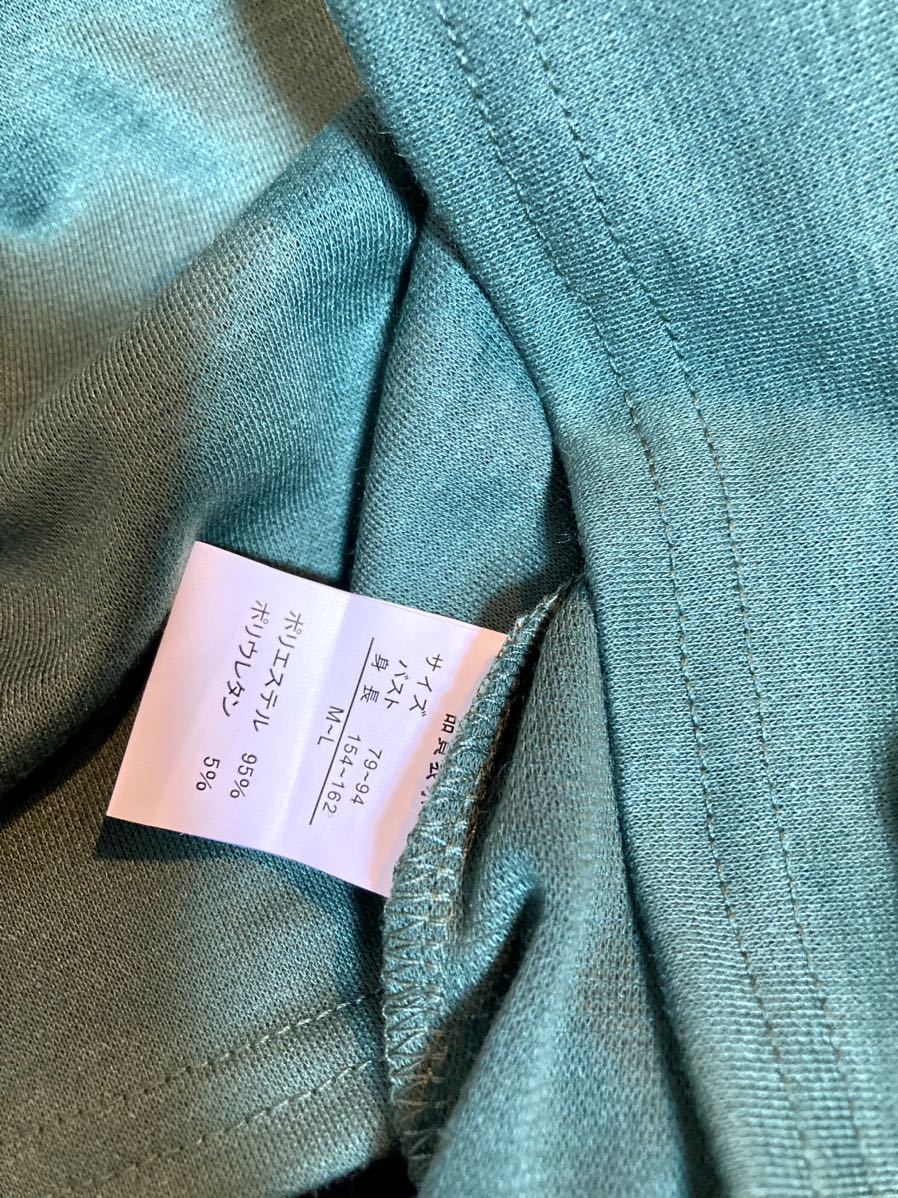 サイズ
バスト 79~94
身長 154~162
M~L
ポリエステル 95%
ポリウレタン 5%